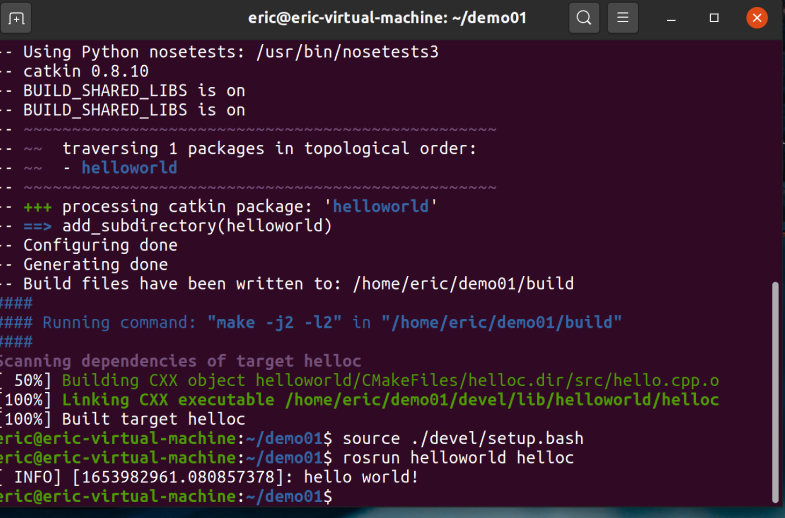 eric@eric-virtual-machine: ~/demo01
-- Using Python nosetests: /usr/bin/nosetests3
-- catkin 0.8.10
-- BUILD_SHARED_LIBS is on
-- BUILD_SHARED_LIBS is on
-- ~~~~~~~~~~~~~~~~~~~~~~~~~~~~~~~~~~~~~~~~~~~~~~~~~
-- ~~  traversing 1 packages in topological order:
-- ~~  - helloworld
-- ~~~~~~~~~~~~~~~~~~~~~~~~~~~~~~~~~~~~~~~~~~~~~~~~~
-- +++ processing catkin package: 'helloworld'
-- ==> add_subdirectory(helloworld)
-- Configuring done
-- Generating done
-- Build files have been written to: /home/eric/demo01/build
####
#### Running command: "make -j2 -l2" in "/home/eric/demo01/build"
####
Scanning dependencies of target helloc
[ 50%] Building CXX object helloworld/CMakeFiles/helloc.dir/src/hello.cpp.o
[100%] Linking CXX executable /home/eric/demo01/devel/lib/helloworld/helloc
[100%] Built target helloc
eric@eric-virtual-machine:~/demo01$ source ./devel/setup.bash
eric@eric-virtual-machine:~/demo01$ rosrun helloworld helloc
[ INFO] [1653982961.080857378]: hello world!
eric@eric-virtual-machine:~/demo01$